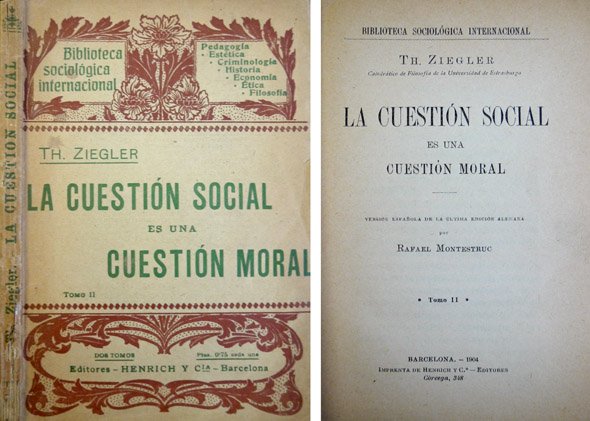 Th. Ziegler. — LA CUESTIÓN SOCIAL
Biblioteca
sociológica
internacional
Pedagogía
Estética
Criminología
Historia
Economía
Ética
Filosofía
TH. ZIEGLER
LA CUESTIÓN SOCIAL
ES UNA
CUESTIÓN MORAL
Tomo II
DOS TOMOS
Ptas. 0'75 cada uno
Editores - HENRICH Y Cíª - Barcelona
BIBLIOTECA SOCIOLÓGICA INTERNACIONAL
TH. ZIEGLER
Catedrático de Filosofía de la Universidad de Estrasburgo
LA CUESTIÓN SOCIAL
ES UNA
CUESTIÓN MORAL
VERSIÓN ESPAÑOLA DE LA ÚLTIMA EDICIÓN ALEMANA
por
RAFAEL MONTESTRUC
• Tomo II •
BARCELONA. — 1904
IMPRENTA DE HENRICH Y C.ª — EDITORES
Córcega, 348